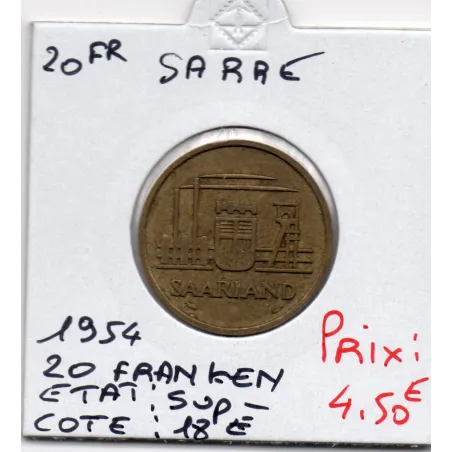 20 FR SARRE
SAARLAND
1954
20 FRANKEN
ETAT: SUP-
COTE: 18 €
PRIX:
4.50€